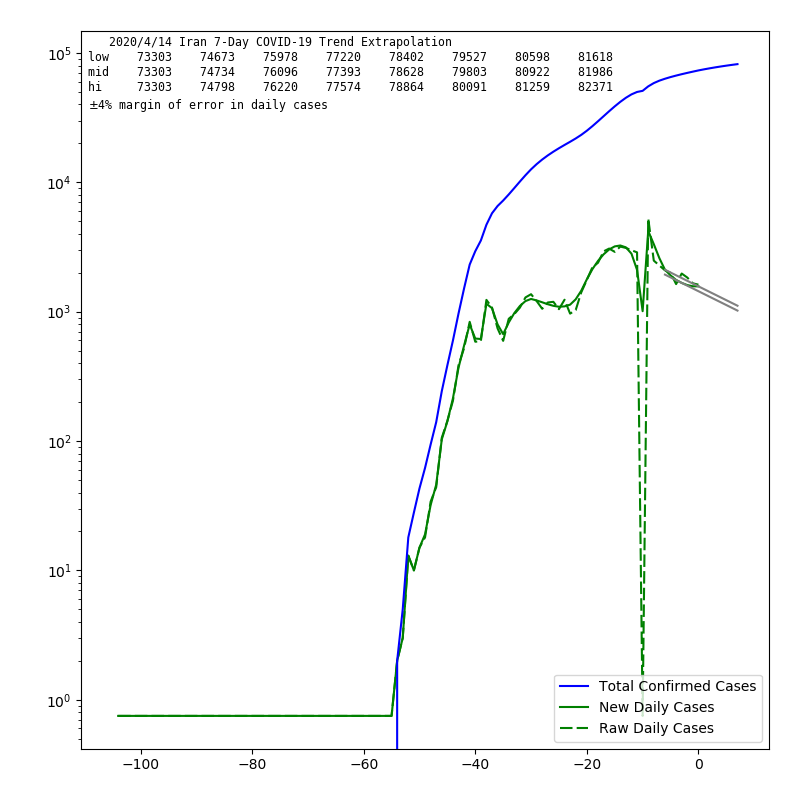 2020/4/14 Iran 7-Day COVID-19 Trend Extrapolation
low 73303 74673 75978 77220 78402 79527 80598 81618
mid 73303 74734 76096 77393 78628 79803 80922 81986
hi 73303 74798 76220 77574 78864 80091 81259 82371
±4% margin of error in daily cases
10⁵
10⁴
10³
10²
10¹
10⁰
Total Confirmed Cases
New Daily Cases
Raw Daily Cases
−100 −80 −60 −40 −20 0